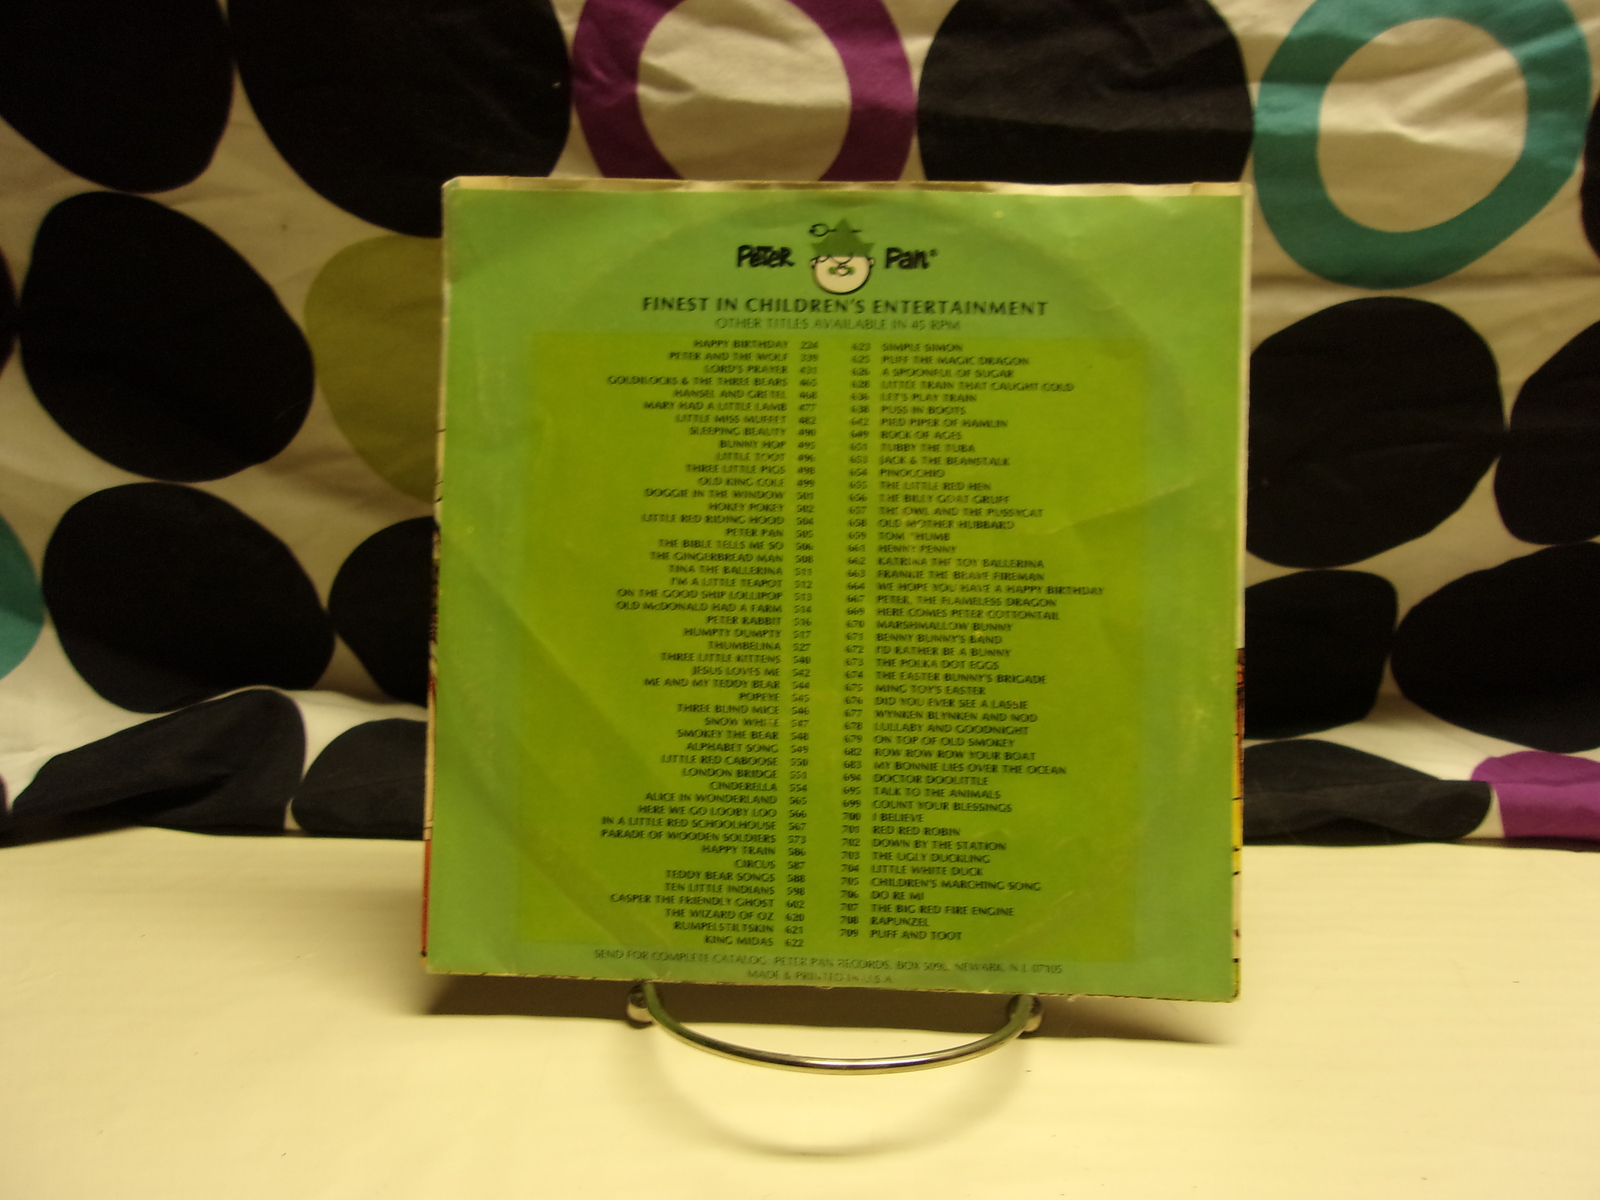 PETER PAN®
FINEST IN CHILDREN'S ENTERTAINMENT
OTHER TITLES AVAILABLE IN 45 RPM
HAPPY BIRTHDAY 224
PETER AND THE WOLF 339
LORD'S PRAYER 431
GOLDILOCKS & THE THREE BEARS 465
HANSEL AND GRETEL 468
MARY HAD A LITTLE LAMB 477
LITTLE MISS MUFFET 482
SLEEPING BEAUTY 490
BUNNY HOP 495
LITTLE TOOT 496
THREE LITTLE PIGS 498
OLD KING COLE 499
DOGGIE IN THE WINDOW 501
HOKEY POKEY 502
LITTLE RED RIDING HOOD 504
PETER PAN 505
THE BIBLE TELLS ME SO 506
THE GINGERBREAD MAN 508
TINA THE BALLERINA 511
I'M A LITTLE TEAPOT 512
ON THE GOOD SHIP LOLLIPOP 513
OLD McDONALD HAD A FARM 514
PETER RABBIT 516
HUMPTY DUMPTY 517
THUMBELINA 527
THREE LITTLE KITTENS 540
JESUS LOVES ME 542
ME AND MY TEDDY BEAR 544
POPEYE 545
THREE BLIND MICE 546
SNOW WHITE 547
SMOKEY THE BEAR 548
ALPHABET SONG 549
LITTLE RED CABOOSE 550
LONDON BRIDGE 551
CINDERELLA 554
ALICE IN WONDERLAND 565
HERE WE GO LOOBY LOO 566
IN A LITTLE RED SCHOOLHOUSE 567
PARADE OF WOODEN SOLDIERS 573
HAPPY TRAIN 586
CIRCUS 587
TEDDY BEAR SONGS 588
TEN LITTLE INDIANS 598
CASPER THE FRIENDLY GHOST 602
THE WIZARD OF OZ 620
RUMPELSTILTSKIN 621
KING MIDAS 622
623 SIMPLE SIMON
625 PUFF THE MAGIC DRAGON
626 A SPOONFUL OF SUGAR
628 LITTLE TRAIN THAT CAUGHT COLD
636 LET'S PLAY TRAIN
638 PUSS IN BOOTS
642 PIED PIPER OF HAMLIN
649 ROCK OF AGES
651 TUBBY THE TUBA
653 JACK & THE BEANSTALK
654 PINOCCHIO
655 THE LITTLE RED HEN
656 THE BILLY GOAT GRUFF
657 THE OWL AND THE PUSSYCAT
658 OLD MOTHER HUBBARD
659 TOM THUMB
661 HENNY PENNY
662 KATRINA THE TOY BALLERINA
663 FRANKIE THE BRAVE FIREMAN
664 WE HOPE YOU HAVE A HAPPY BIRTHDAY
667 PETER, THE FLAMELESS DRAGON
669 HERE COMES PETER COTTONTAIL
670 MARSHMALLOW BUNNY
671 BENNY BUNNY'S BAND
672 I'D RATHER BE A BUNNY
673 THE POLKA DOT EGGS
674 THE EASTER BUNNY'S BRIGADE
675 MING TOY'S EASTER
676 DID YOU EVER SEE A LASSIE
677 WYNKEN BLYNKEN AND NOD
678 LULLABY AND GOODNIGHT
679 ON TOP OF OLD SMOKEY
682 ROW ROW ROW YOUR BOAT
683 MY BONNIE LIES OVER THE OCEAN
694 DOCTOR DOOLITTLE
695 TALK TO THE ANIMALS
699 COUNT YOUR BLESSINGS
700 I BELIEVE
701 RED RED ROBIN
702 DOWN BY THE STATION
703 THE UGLY DUCKLING
704 LITTLE WHITE DUCK
705 CHILDREN'S MARCHING SONG
706 DO RE MI
707 THE BIG RED FIRE ENGINE
708 RAPUNZEL
709 PUFF AND TOOT
SEND FOR COMPLETE CATALOG: PETER PAN RECORDS, BOX NEWARK, N.J. 07105
MADE & PRINTED IN U.S.A.